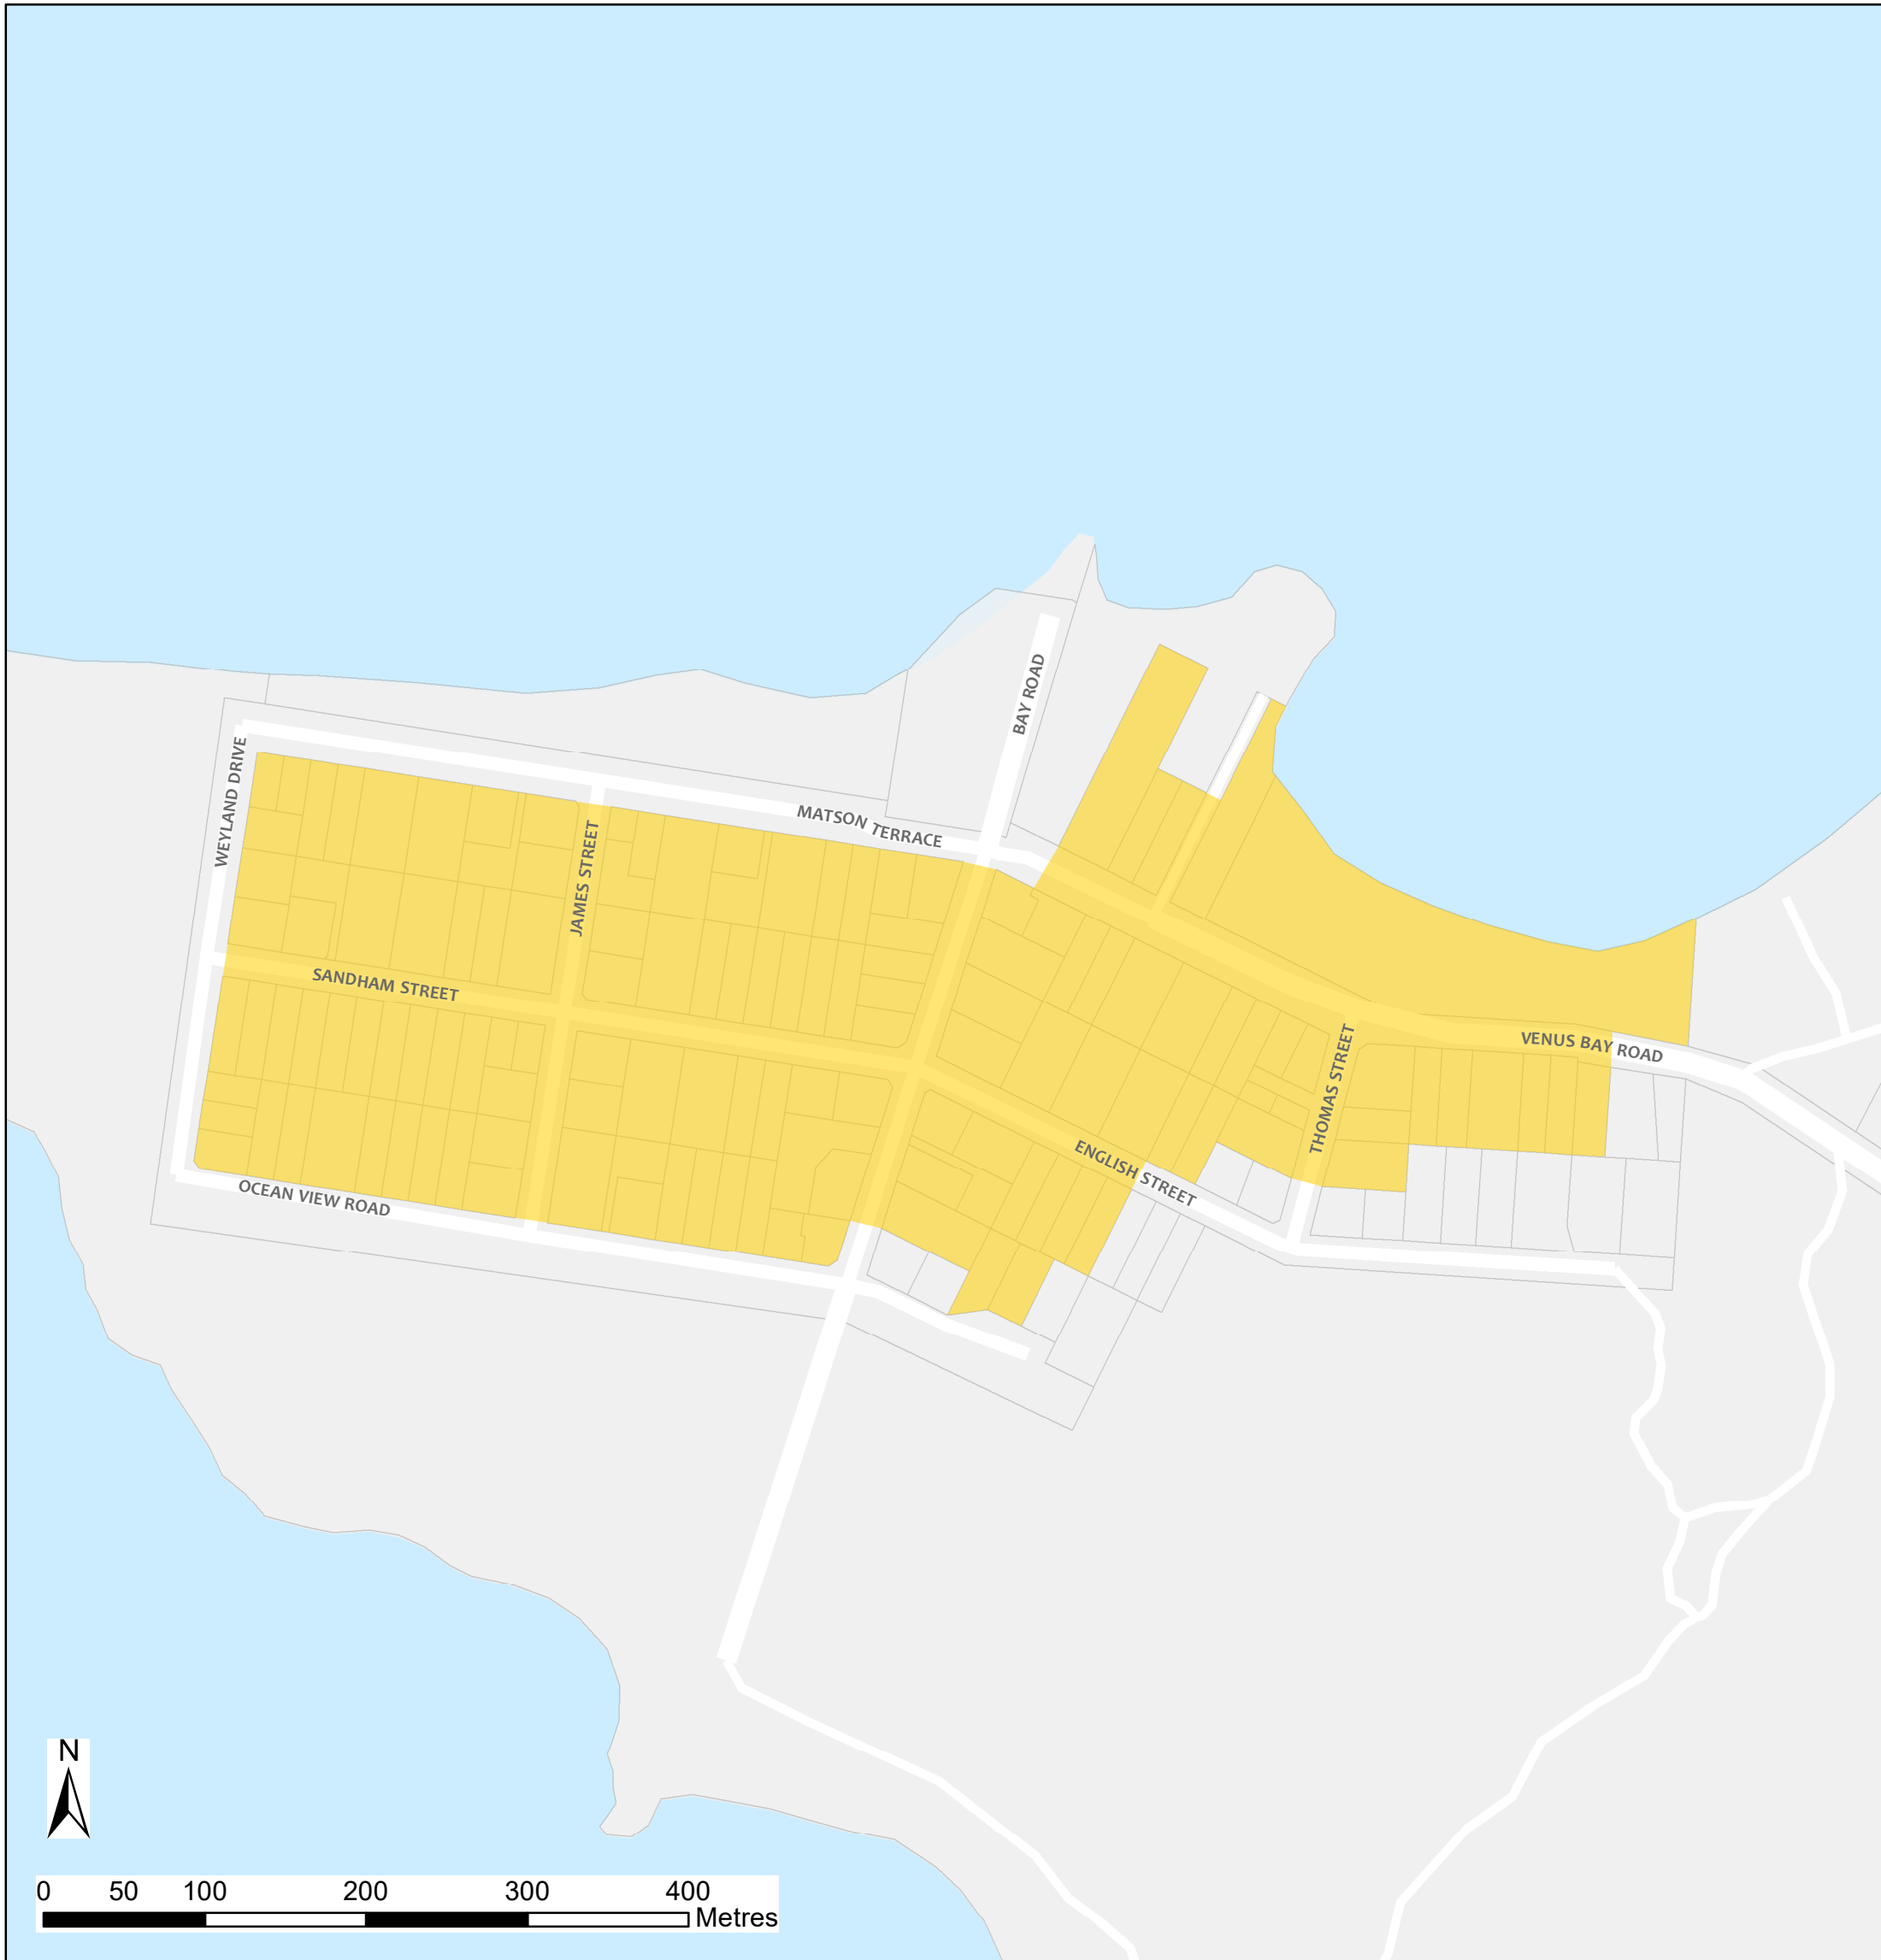 BAY ROAD
WEYLAND DRIVE
MATSON TERRACE
JAMES STREET
SANDHAM STREET
VENUS BAY ROAD
THOMAS STREET
ENGLISH STREET
OCEAN VIEW ROAD
N
0 50 100 200 300 400
Metres